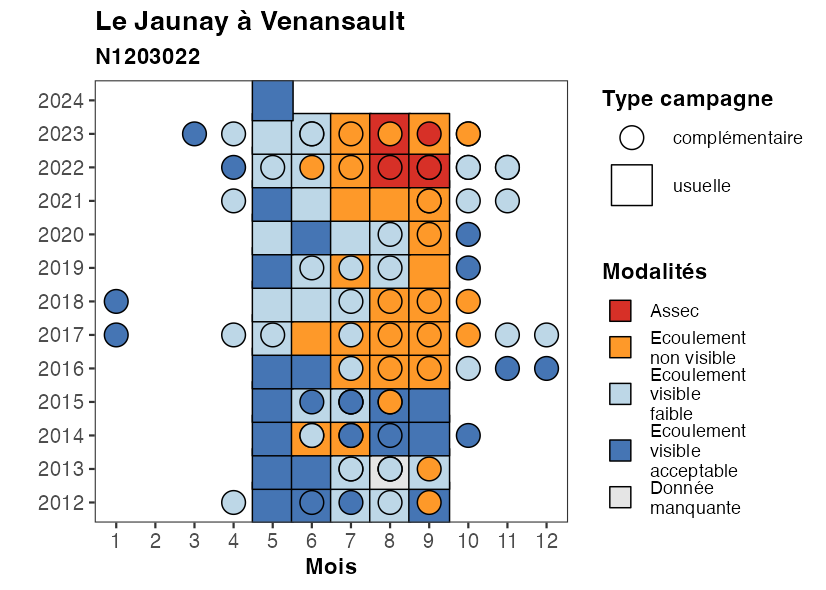 Le Jaunay à Venansault
N1203022
2024
2023
2022
2021
2020
2019
2018
2017
2016
2015
2014
2013
2012
1 2 3 4 5 6 7 8 9 10 11 12
Mois
Type campagne
complémentaire
usuelle
Modalités
Assec
Ecoulement
non visible
Ecoulement
visible
faible
Ecoulement
visible
acceptable
Donnée
manquante